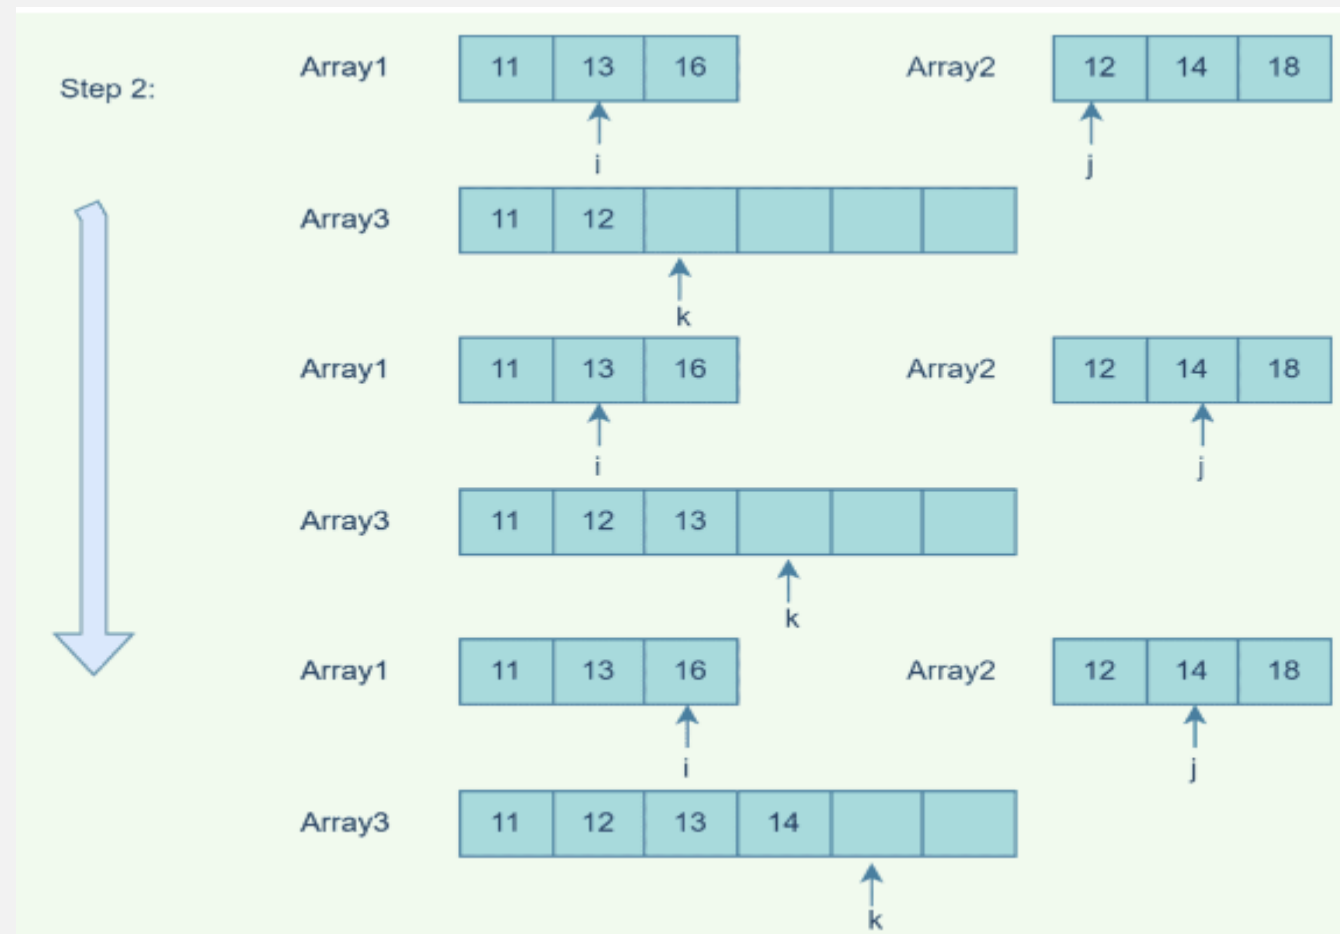 Step 2:
Array1 11 13 16 Array2 12 14 18
i j
Array3 11 12
k
Array1 11 13 16 Array2 12 14 18
i j
Array3 11 12 13
k
Array1 11 13 16 Array2 12 14 18
i j
Array3 11 12 13 14
k